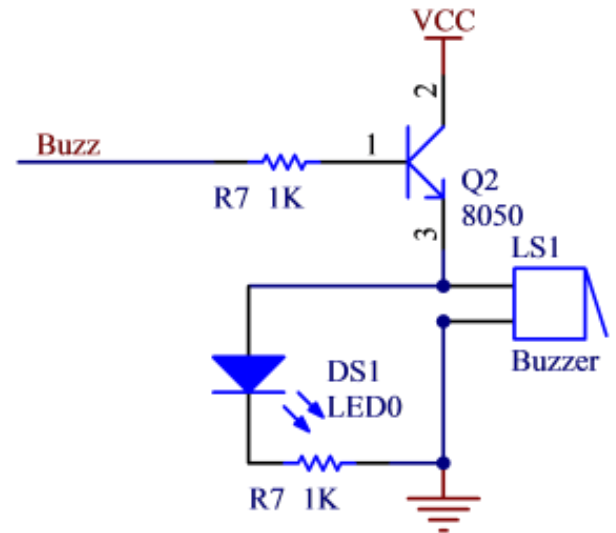 VCC
2
Buzz
1
R7 1K
Q2
8050
3
LS1
Buzzer
DS1
LED0
R7 1K